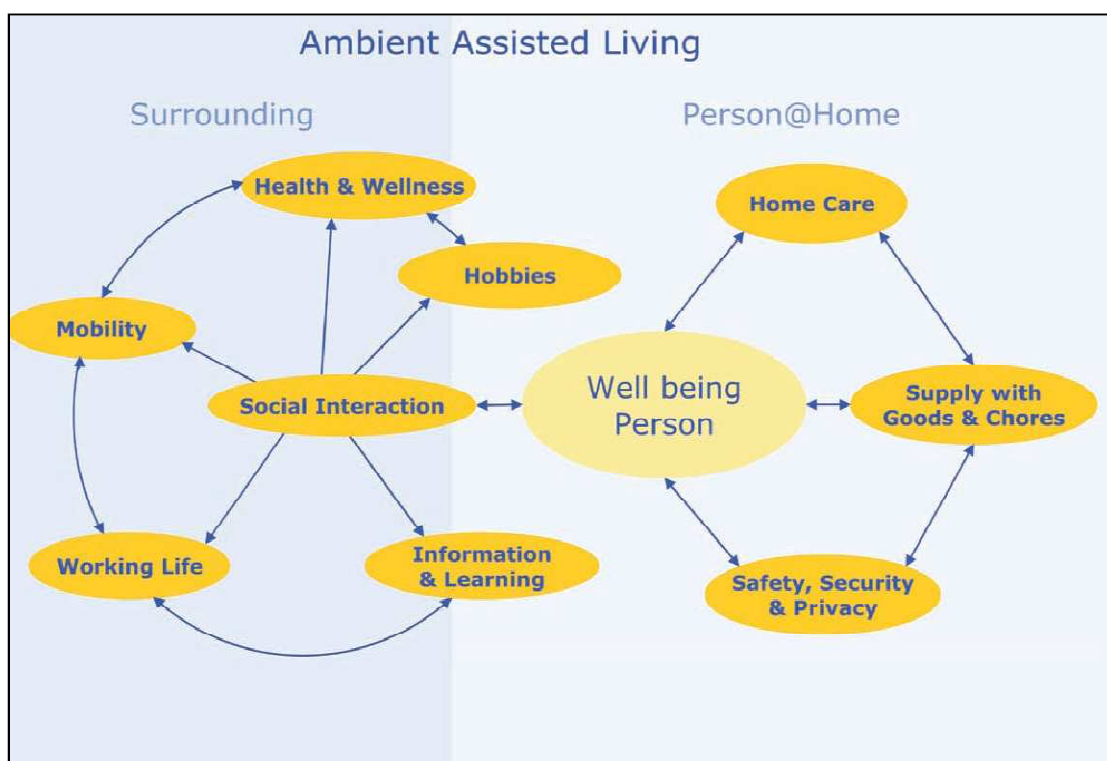 Ambient Assisted Living
Surrounding
Person@Home
Health & Wellness
Home Care
Hobbies
Mobility
Social Interaction
Well being
Person
Supply with
Goods & Chores
Working Life
Information
& Learning
Safety, Security
& Privacy